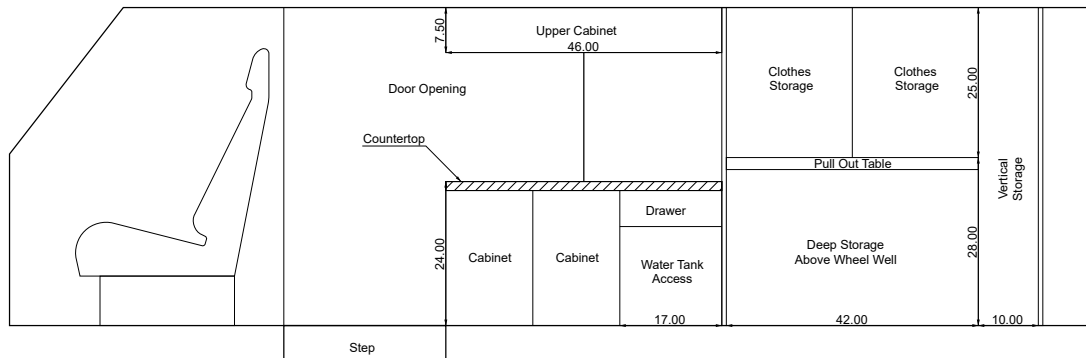 7.50
Upper Cabinet
46.00
Door Opening
Countertop
Clothes
Storage
Clothes
Storage
25.00
Pull Out Table
Vertical
Storage
24.00
Cabinet
Cabinet
Drawer
Water Tank
Access
Deep Storage
Above Wheel Well
28.00
17.00
42.00
10.00
Step